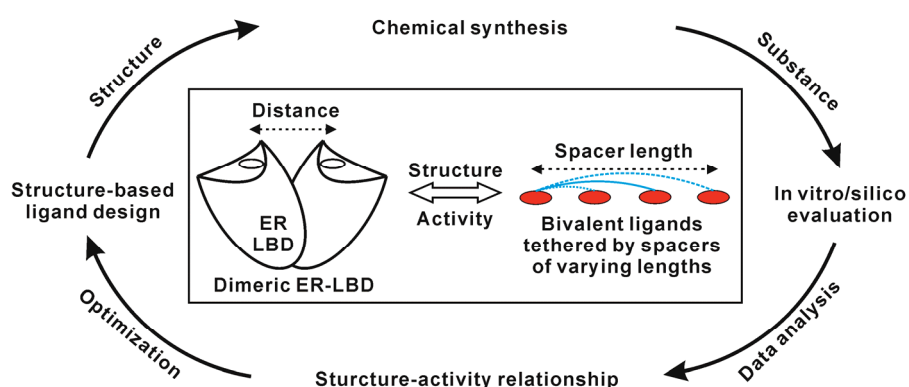 Chemical synthesis
Structure
Substance
Distance
Structure
Activity
Spacer length
Structure-based
ligand design
ER
LBD
Dimeric ER-LBD
Bivalent ligands
tethered by spacers
of varying lengths
In vitro/silico
evaluation
Optimization
Data analysis
Sturcture-activity relationship